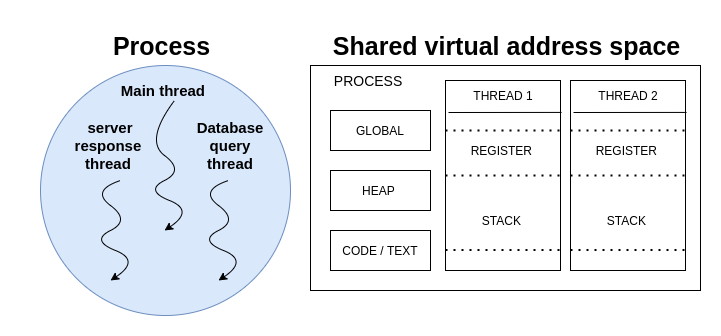 Process
Main thread
server
response
thread
Database
query
thread
Shared virtual address space
PROCESS
GLOBAL
HEAP
CODE / TEXT
THREAD 1
REGISTER
STACK
THREAD 2
REGISTER
STACK